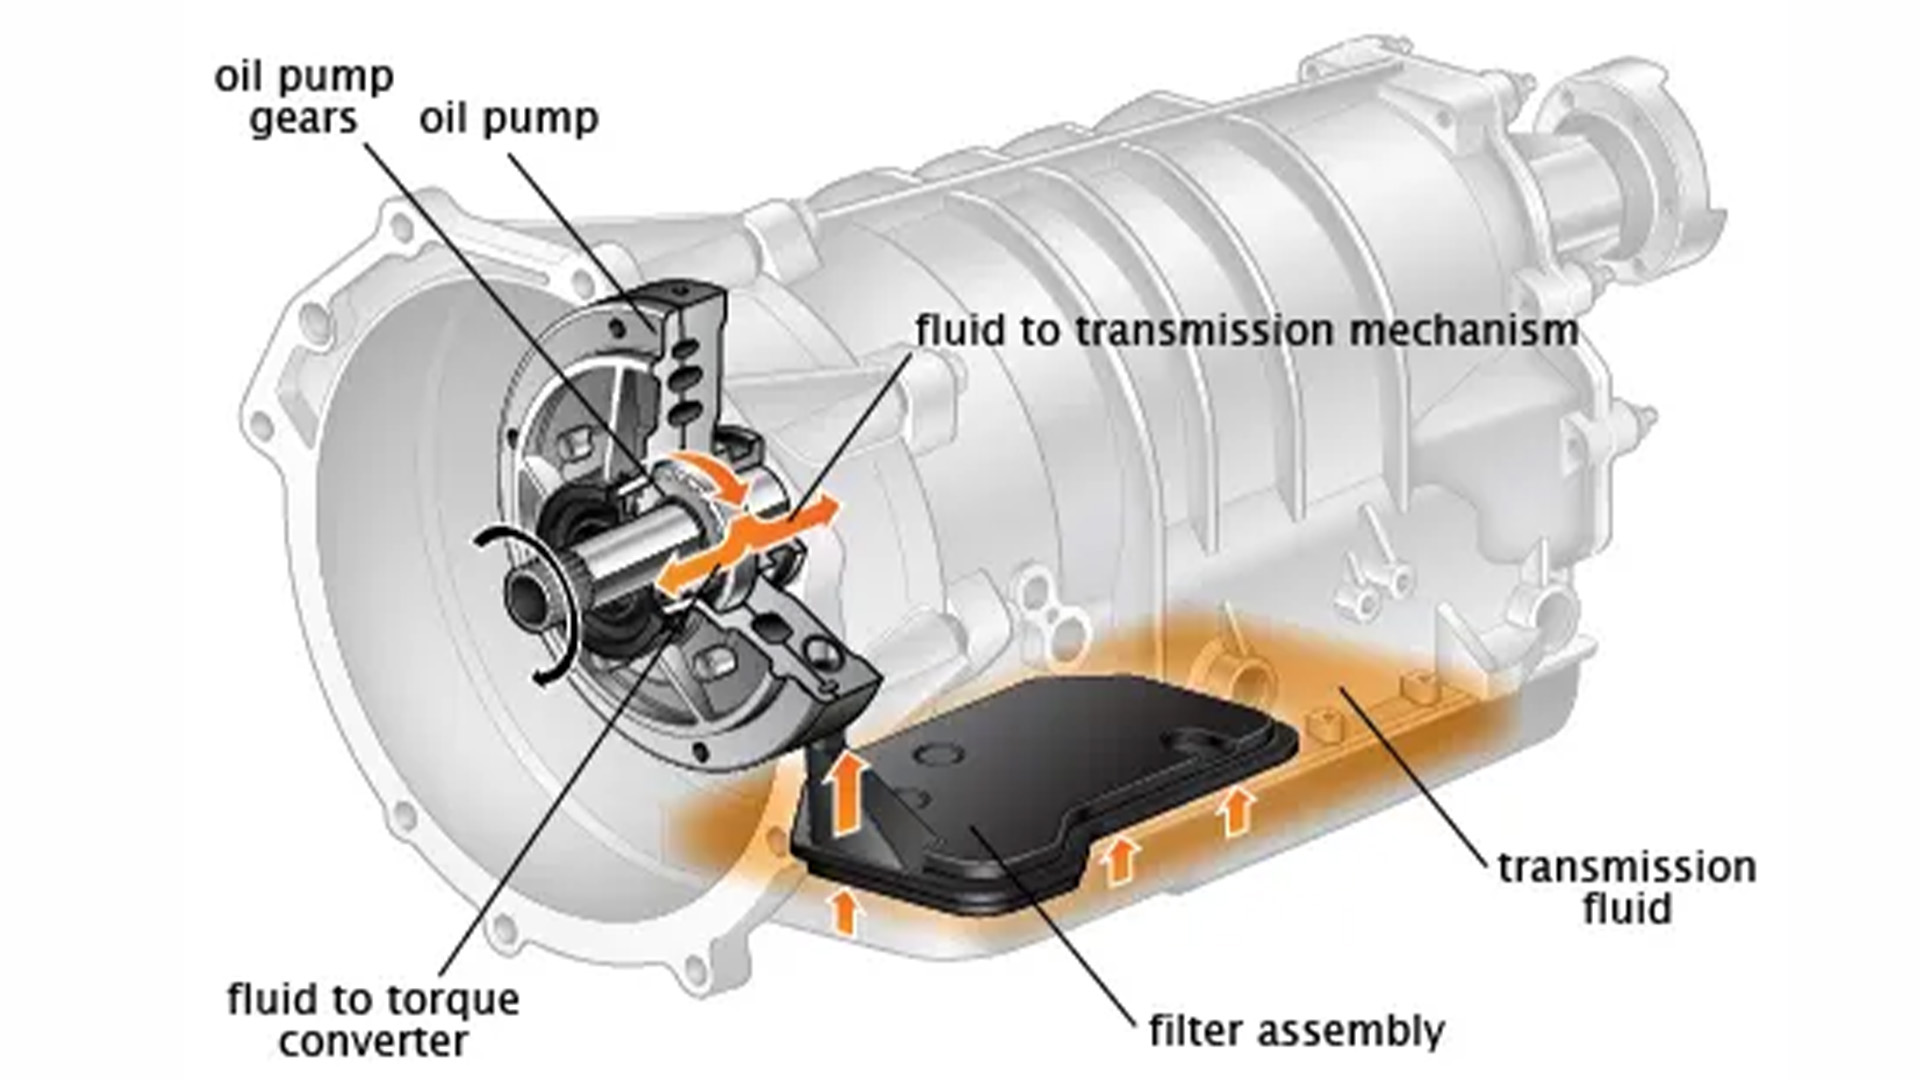 oil pump
gears
oil pump
fluid to transmission mechanism
transmission
fluid
fluid to torque
converter
filter assembly